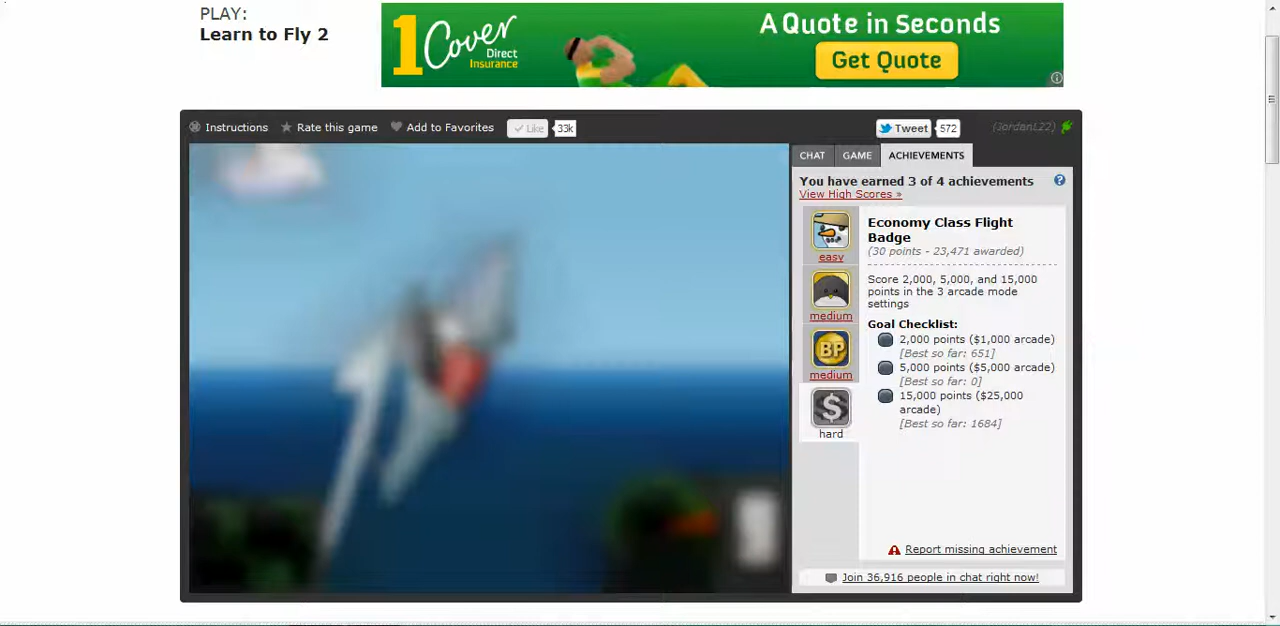 PLAY:
Learn to Fly 2
1Cover
Direct
Insurance
A Quote in Seconds
Get Quote
Instructions
Rate this game
Add to Favorites
Like
33k
Tweet
572
(JordanL22)
CHAT
GAME
ACHIEVEMENTS
You have earned 3 of 4 achievements
View High Scores »
easy
medium
BP
medium
$
hard
Economy Class Flight
Badge
(30 points - 23,471 awarded)
Score 2,000, 5,000, and 15,000
points in the 3 arcade mode
settings
Goal Checklist:
2,000 points ($1,000 arcade)
[Best so far: 651]
5,000 points ($5,000 arcade)
[Best so far: 0]
15,000 points ($25,000
arcade)
[Best so far: 1684]
Report missing achievement
Join 36,916 people in chat right now!